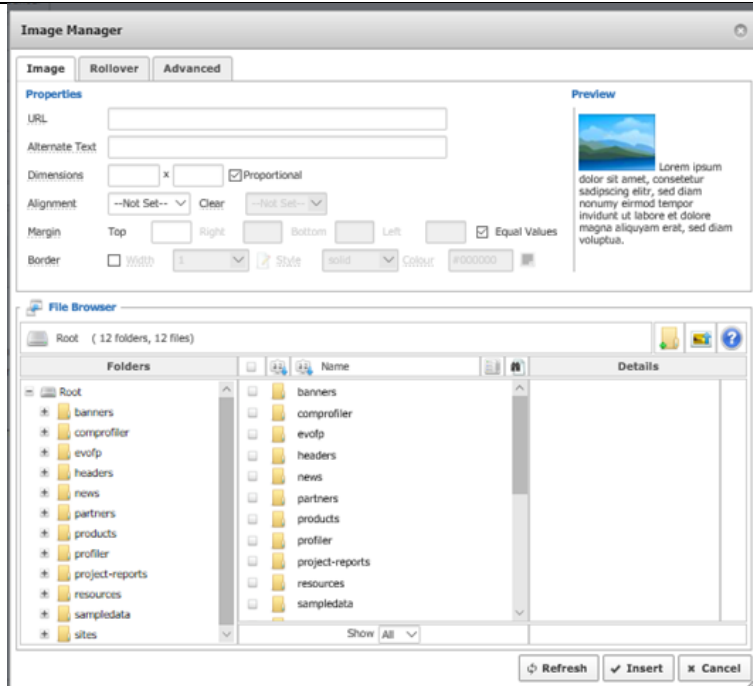 Image Manager
Image Rollover Advanced
Properties
URL
Alternate Text
Dimensions x Proportional
Alignment --Not Set-- Clear --Not Set--
Margin Top Right Bottom Left Equal Values
Border Width 1 Style solid Colour #000000
Preview
Lorem ipsum
dolor sit amet, consetetur
sadipscing elitr, sed diam
nonumy eirmod tempor
invidunt ut labore et dolore
magna aliquyam erat, sed diam
voluptua.
File Browser
Root ( 12 folders, 12 files)
Folders
Root
banners
comprofiler
evofp
headers
news
partners
products
profiler
project-reports
resources
sampledata
sites
Name
banners
comprofiler
evofp
headers
news
partners
products
profiler
project-reports
resources
sampledata
Show All
Details
Refresh Insert Cancel